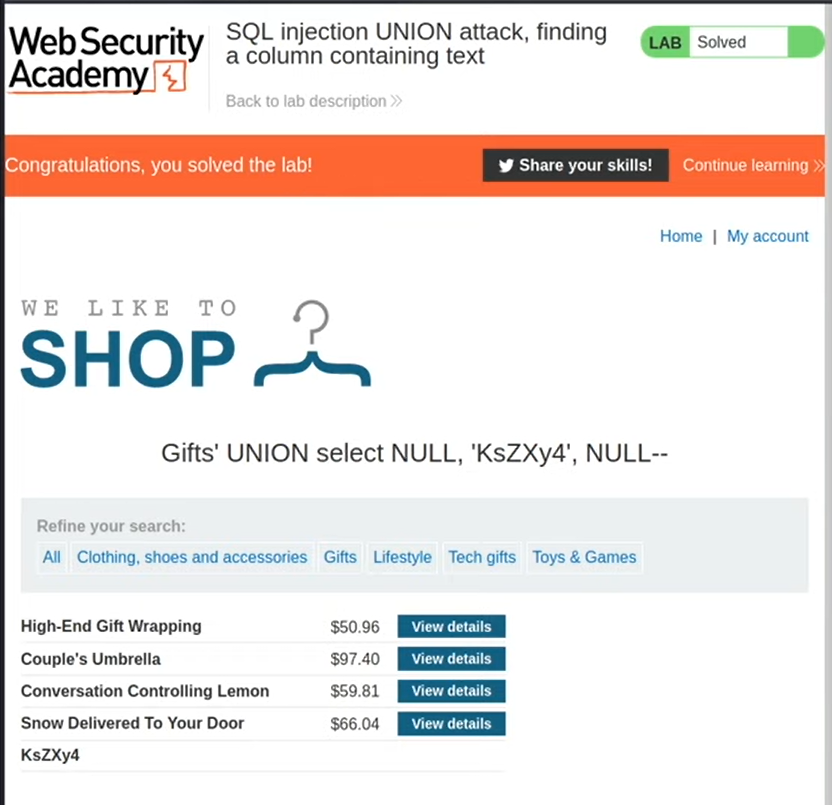 Web Security
Academy
SQL injection UNION attack, finding
a column containing text
LAB Solved
Back to lab description
Congratulations, you solved the lab!
Share your skills!
Continue learning
Home | My account
WE LIKE TO
SHOP
Gifts' UNION select NULL, 'KsZXy4', NULL--
Refine your search:
All Clothing, shoes and accessories Gifts Lifestyle Tech gifts Toys & Games
High-End Gift Wrapping $50.96 View details
Couple's Umbrella $97.40 View details
Conversation Controlling Lemon $59.81 View details
Snow Delivered To Your Door $66.04 View details
KsZXy4